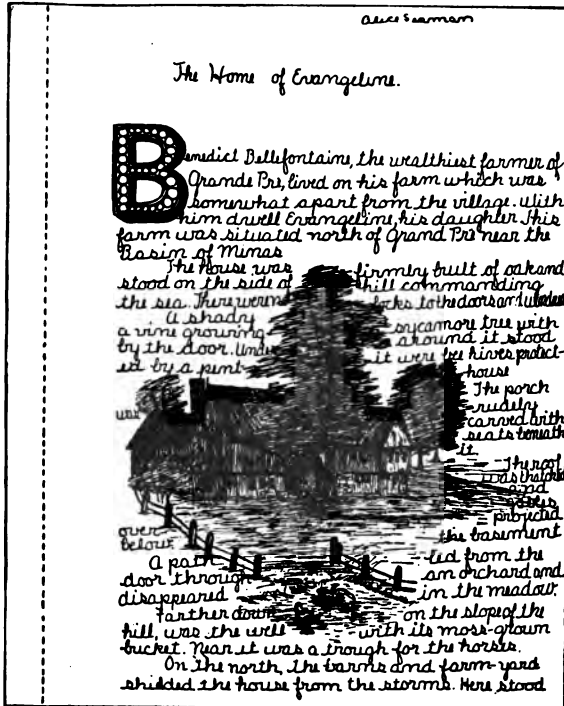 Alice Seaman
The Home of Evangeline.
Benedict Bellefontaine, the wealthiest farmer of
Grande Pré, lived on his farm which was
somewhat apart from the village. With
him dwell Evangeline, his daughter. This
farm was situated north of Grand Pré near the
Basin of Minas
The house was firmly built of oak and
stood on the side of hill commanding
the sea. There were no locks to the doors and windows
A shady sycamore tree with
a vine growing around it stood
by the door. Under it were bee hives protect-
ed by a pent- house
The porch
was rudely
carved with
seats beneath
it
The roof
was thatched
and
gables
projected
over the basement
below.
A path led from the
door through an orchard and
disappeared in the meadow.
Farther down on the slope of the
hill, was the well with its moss-grown
bucket. Near it was a trough for the horses.
On the north, the barns and farm-yard
shielded the house from the storms. Here stood